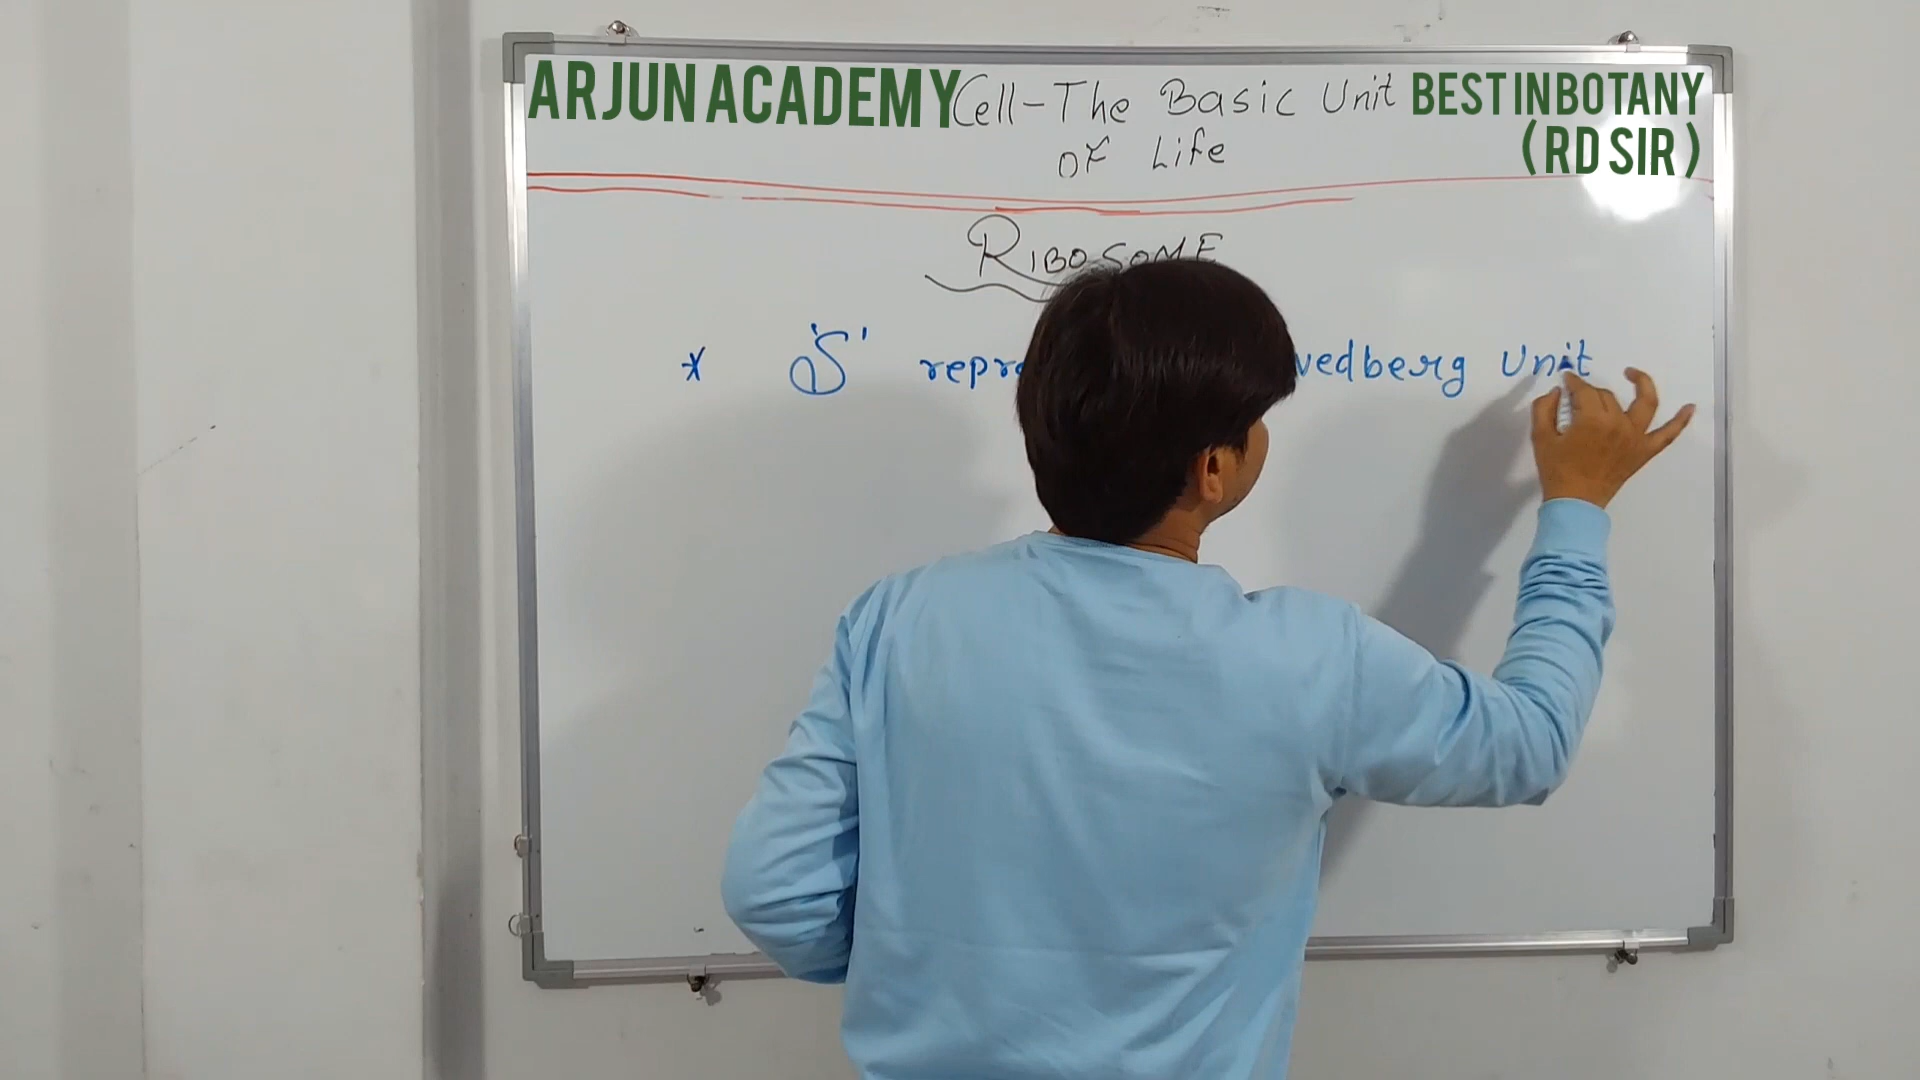 ARJUN ACADEMY
Cell-The Basic Unit
of Life
BEST IN BOTANY
(RD SIR)
RIBOSOME
* 'S' repre vedberg Unit